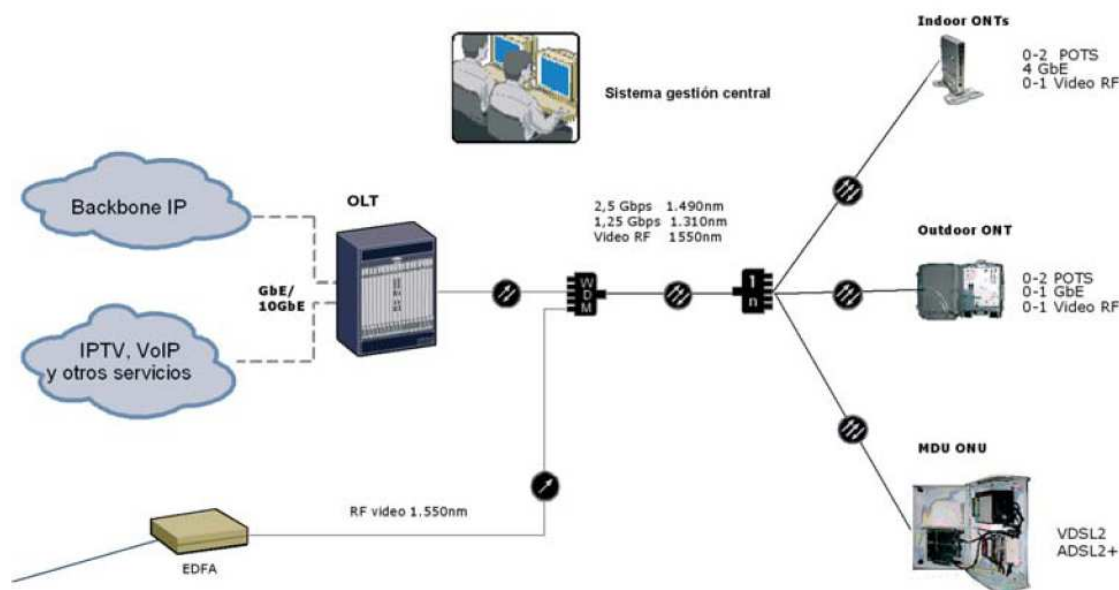 Indoor ONTs
0-2 POTS
4 GbE
0-1 Video RF
Sistema gestión central
Backbone IP
OLT
2,5 Gbps 1.490nm
1,25 Gbps 1.310nm
Video RF 1550nm
GbE/
10GbE
WDM
1
n
Outdoor ONT
0-2 POTS
0-1 GbE
0-1 Video RF
IPTV, VoIP
y otros servicios
MDU ONU
VDSL2
ADSL2+
RF video 1.550nm
EDFA